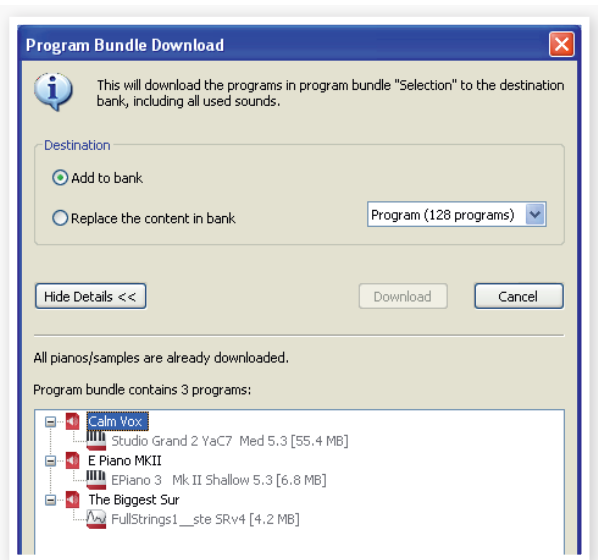 Program Bundle Download
This will download the programs in program bundle "Selection" to the destination
bank, including all used sounds.
Destination
Add to bank
Replace the content in bank
Program (128 programs)
Hide Details <<
Download
Cancel
All pianos/samples are already downloaded.
Program bundle contains 3 programs:
Calm Vox
Studio Grand 2 YaC7  Med 5.3 [55.4 MB]
E Piano MKII
EPiano 3  Mk II Shallow 5.3 [6.8 MB]
The Biggest Sur
FullStrings1__ste SRv4 [4.2 MB]